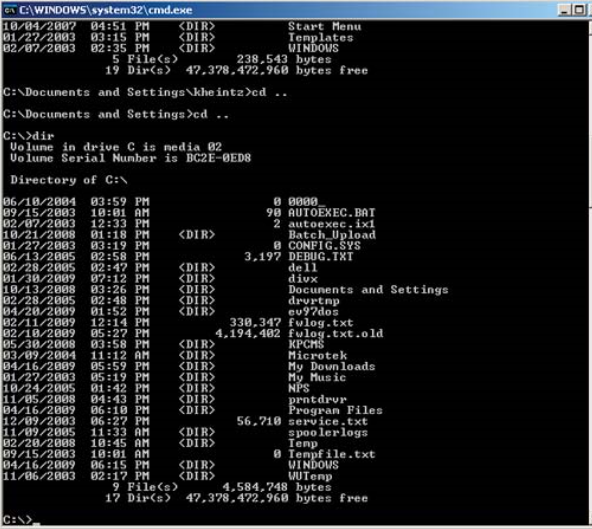 C:\WINDOWS\system32\cmd.exe
10/04/2007  04:51 PM    <DIR>          Start Menu
01/27/2003  03:15 PM    <DIR>          Templates
02/07/2003  02:35 PM    <DIR>          WINDOWS
               5 File(s)        238,543 bytes
              19 Dir(s)  47,378,472,960 bytes free
C:\Documents and Settings\kheintz>cd ..
C:\Documents and Settings>cd ..
C:\>dir
 Volume in drive C is media 02
 Volume Serial Number is BC2E-0ED8
 Directory of C:\
06/10/2004  03:59 PM                 0 0000_
09/15/2003  10:01 AM                90 AUTOEXEC.BAT
02/07/2003  12:33 PM                 2 autoexec.ix1
10/21/2008  01:18 PM    <DIR>          Batch_Upload
01/27/2003  03:19 PM                 0 CONFIG.SYS
06/13/2005  02:58 PM             3,197 DEBUG.TXT
02/28/2005  02:47 PM    <DIR>          dell
01/30/2009  07:12 PM    <DIR>          divx
10/13/2008  03:26 PM    <DIR>          Documents and Settings
02/28/2005  02:48 PM    <DIR>          drvrtmp
04/20/2009  01:52 PM    <DIR>          ev97dos
02/11/2009  12:14 PM           330,347 fwlog.txt
02/10/2009  05:27 PM         4,194,402 fwlog.txt.old
05/30/2008  03:58 PM    <DIR>          KPCMS
03/09/2004  11:12 AM    <DIR>          Microtek
04/16/2009  05:59 PM    <DIR>          My Downloads
01/27/2003  05:19 PM    <DIR>          My Music
10/24/2005  01:42 PM    <DIR>          NPS
11/05/2008  04:43 PM    <DIR>          prntdrvr
04/16/2009  06:10 PM    <DIR>          Program Files
12/09/2003  06:27 PM            56,710 service.txt
11/09/2005  11:33 AM    <DIR>          spoolerlogs
02/20/2008  10:45 AM    <DIR>          Temp
09/15/2003  10:01 AM                 0 Tempfile.txt
04/16/2009  06:15 PM    <DIR>          WINDOWS
11/06/2003  02:17 PM    <DIR>          WUTemp
               9 File(s)      4,584,748 bytes
              17 Dir(s)  47,378,472,960 bytes free
C:\>_